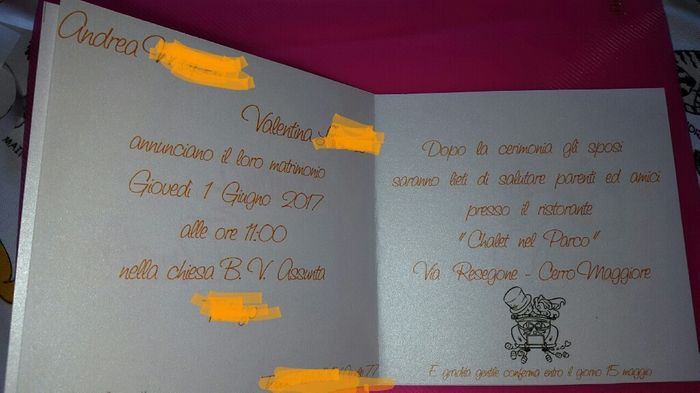 Andrea
Valentina
annunciano il loro matrimonio
Giovedì 1 Giugno 2017
alle ore 11:00
nella chiesa B. V. Assunta
Dopo la cerimonia gli sposi
saranno lieti di salutare parenti ed amici
presso il ristorante
"Chalet nel Parco"
Via Resegone - Cerro Maggiore
È gradita gentile conferma entro il giorno 15 maggio